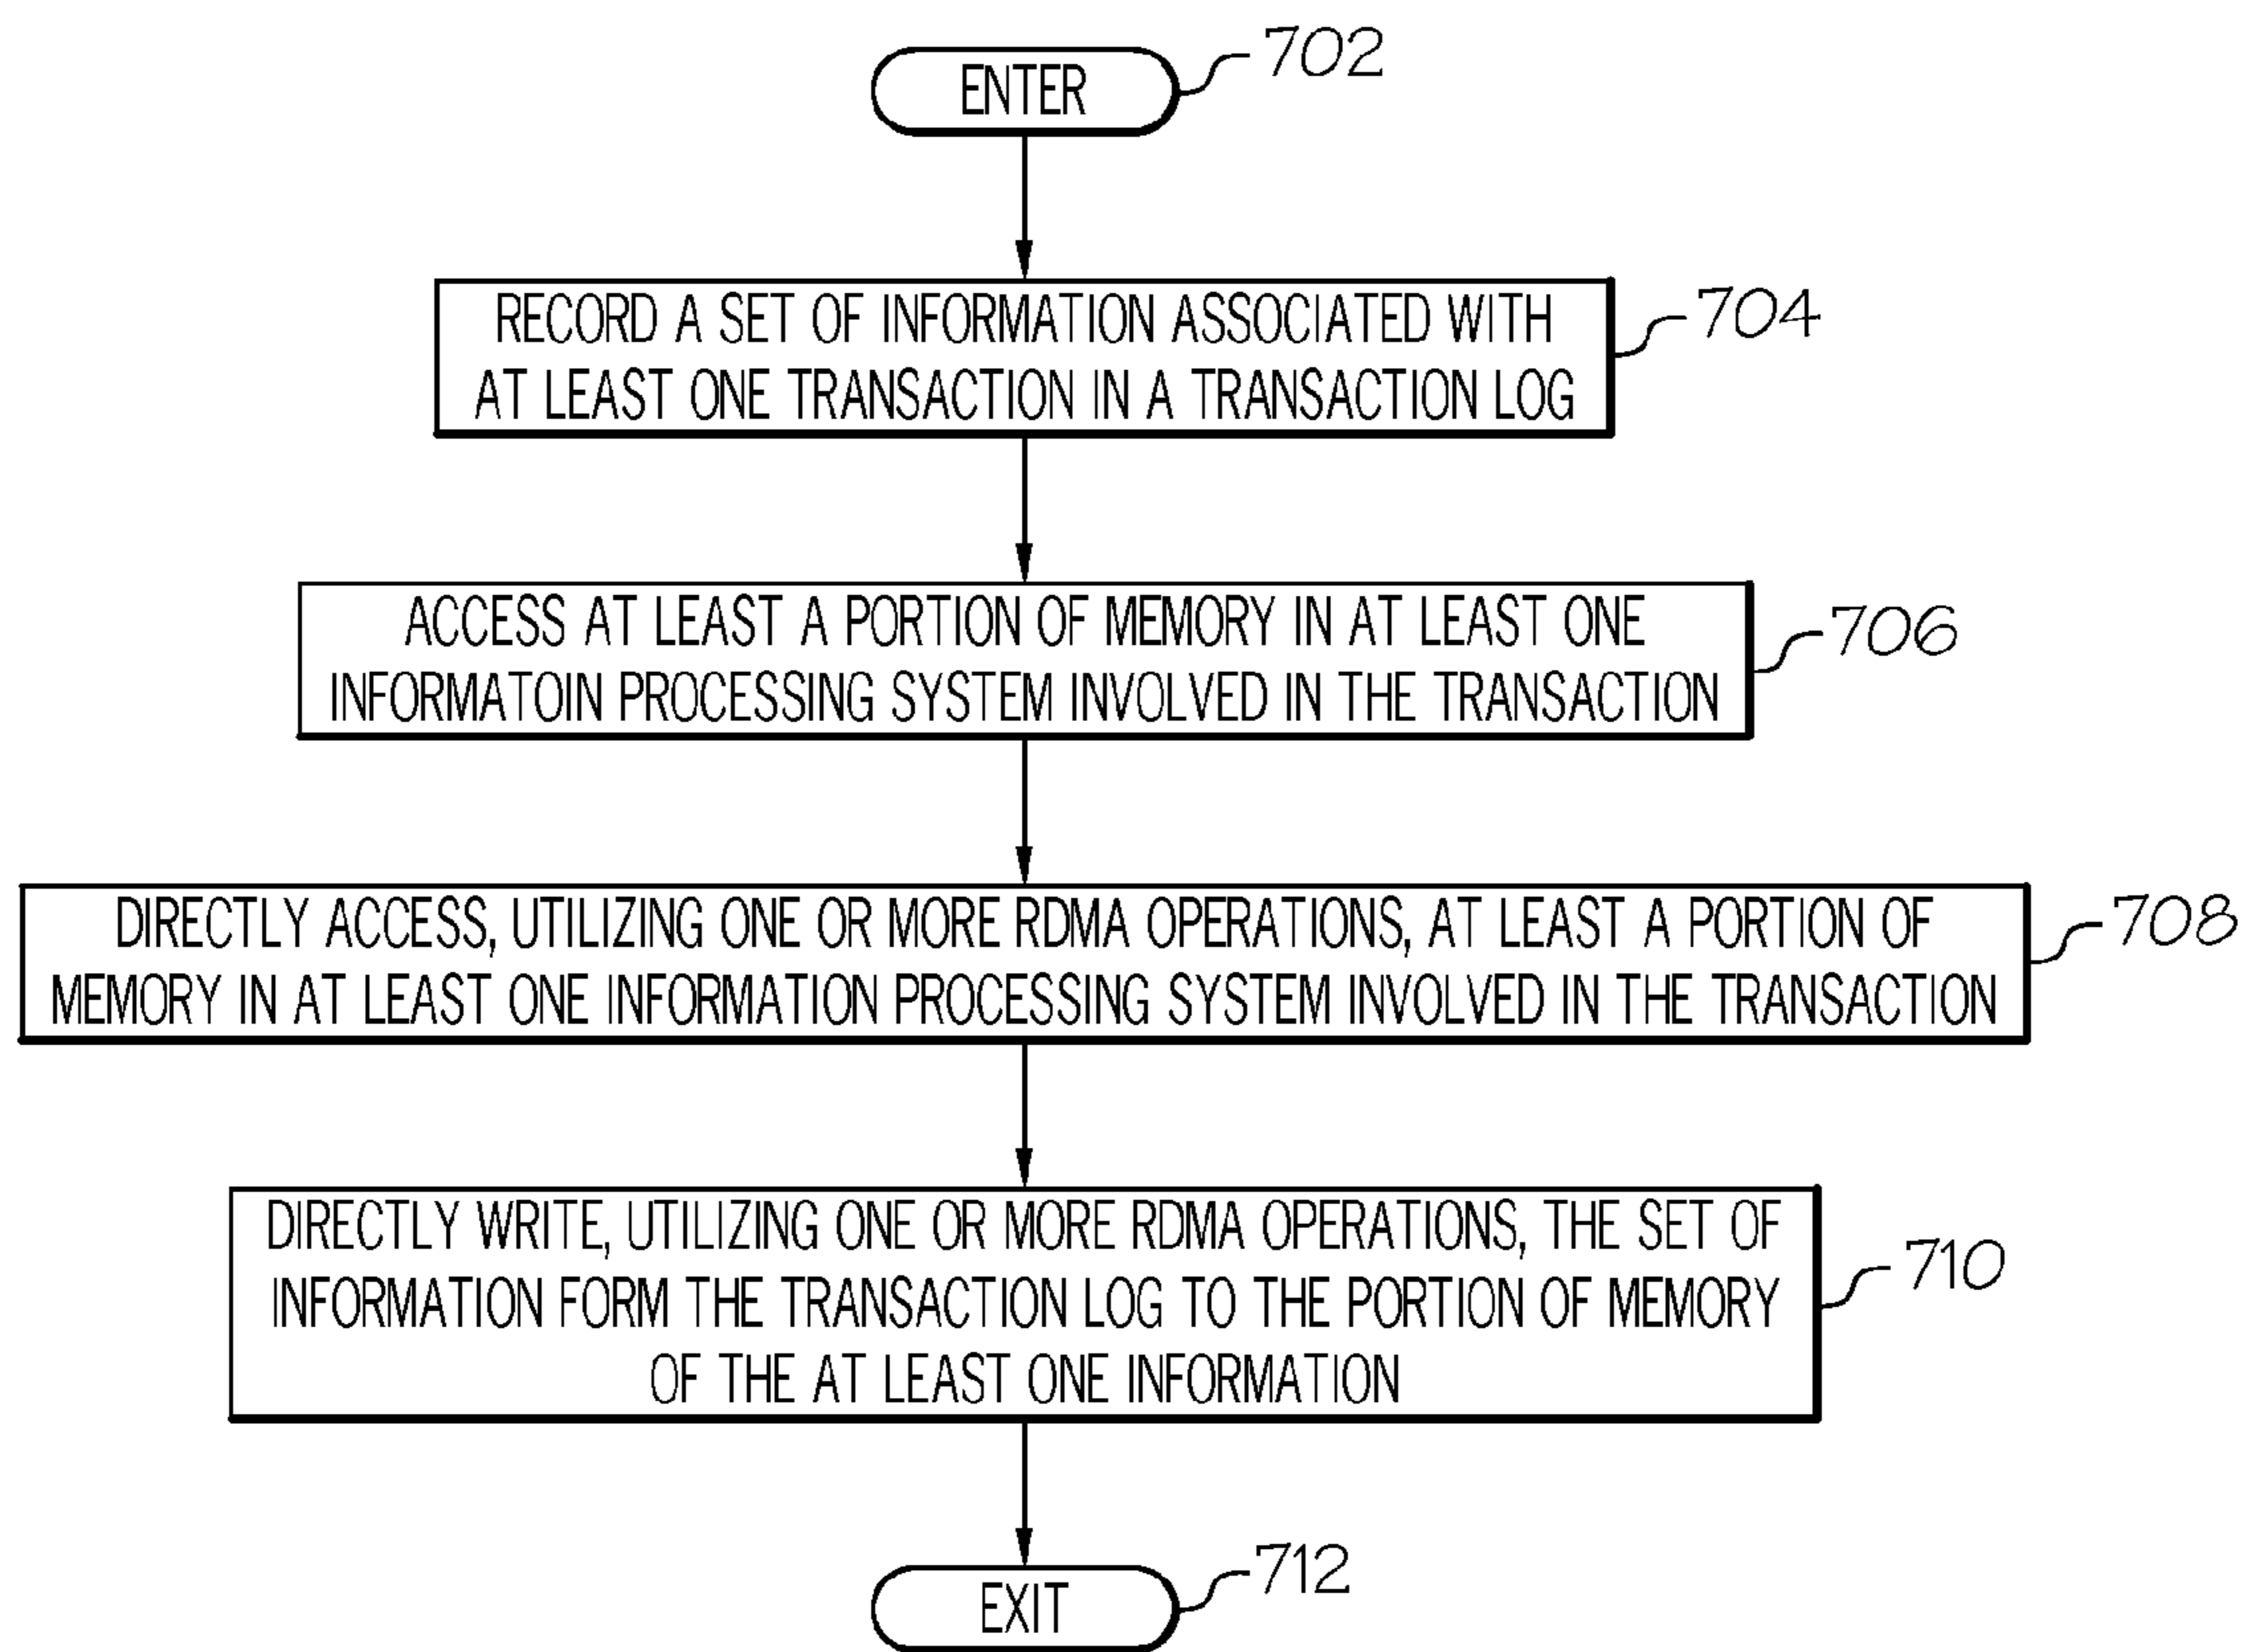 ENTER
702
RECORD A SET OF INFORMATION ASSOCIATED WITH
AT LEAST ONE TRANSACTION IN A TRANSACTION LOG
704
ACCESS AT LEAST A PORTION OF MEMORY IN AT LEAST ONE
INFORMATOIN PROCESSING SYSTEM INVOLVED IN THE TRANSACTION
706
DIRECTLY ACCESS, UTILIZING ONE OR MORE RDMA OPERATIONS, AT LEAST A PORTION OF
MEMORY IN AT LEAST ONE INFORMATION PROCESSING SYSTEM INVOLVED IN THE TRANSACTION
708
DIRECTLY WRITE, UTILIZING ONE OR MORE RDMA OPERATIONS, THE SET OF
INFORMATION FORM THE TRANSACTION LOG TO THE PORTION OF MEMORY
OF THE AT LEAST ONE INFORMATION
710
EXIT
712